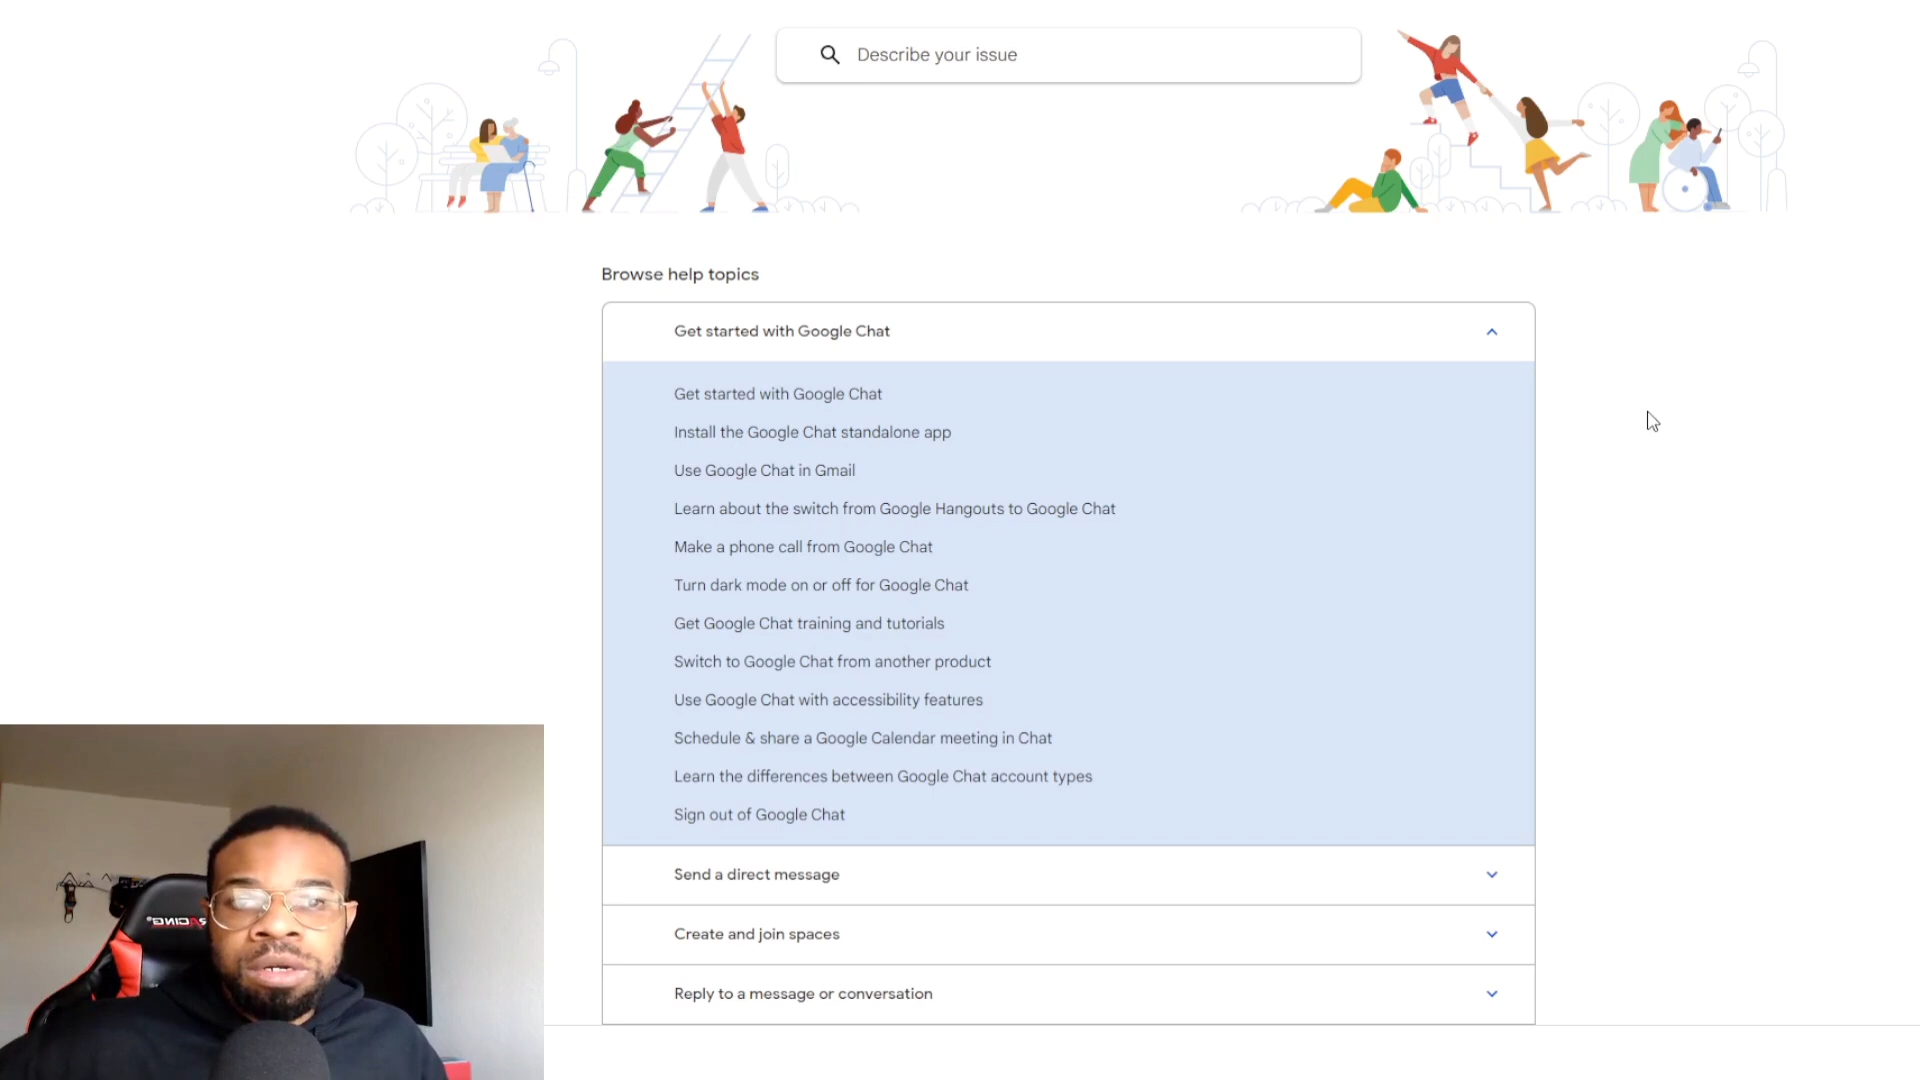 Describe your issue
Browse help topics
Get started with Google Chat
Get started with Google Chat
Install the Google Chat standalone app
Use Google Chat in Gmail
Learn about the switch from Google Hangouts to Google Chat
Make a phone call from Google Chat
Turn dark mode on or off for Google Chat
Get Google Chat training and tutorials
Switch to Google Chat from another product
Use Google Chat with accessibility features
Schedule & share a Google Calendar meeting in Chat
Learn the differences between Google Chat account types
Sign out of Google Chat
Send a direct message
Create and join spaces
Reply to a message or conversation